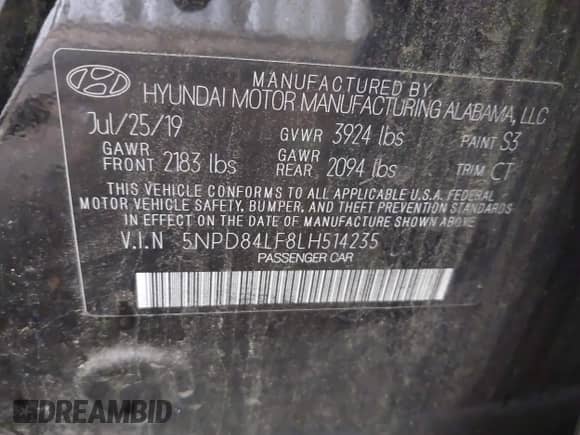 MANUFACTURED BY
HYUNDAI MOTOR MANUFACTURING ALABAMA, LLC
Jul/25/19 GVWR 3924 lbs PAINT S3
GAWR FRONT 2183 lbs GAWR REAR 2094 lbs TRIM CT
THIS VEHICLE CONFORMS TO ALL APPLICABLE U.S.A. FEDERAL
MOTOR VEHICLE SAFETY, BUMPER, AND THEFT PREVENTION STANDARDS
IN EFFECT ON THE DATE OF MANUFACTURE SHOWN ABOVE
V.I.N 5NPD84LF8LH514235
PASSENGER CAR
DREAMBID